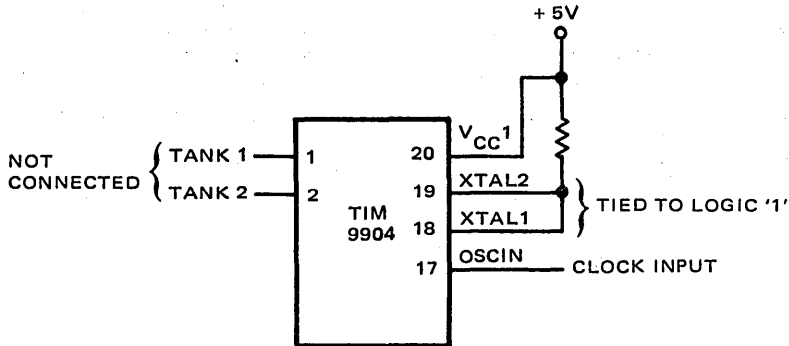 + 5V
NOT
CONNECTED
TANK 1
TANK 2
1
2
TIM
9904
20
19
18
17
VCC1
XTAL2
XTAL1
OSCIN
TIED TO LOGIC '1'
CLOCK INPUT